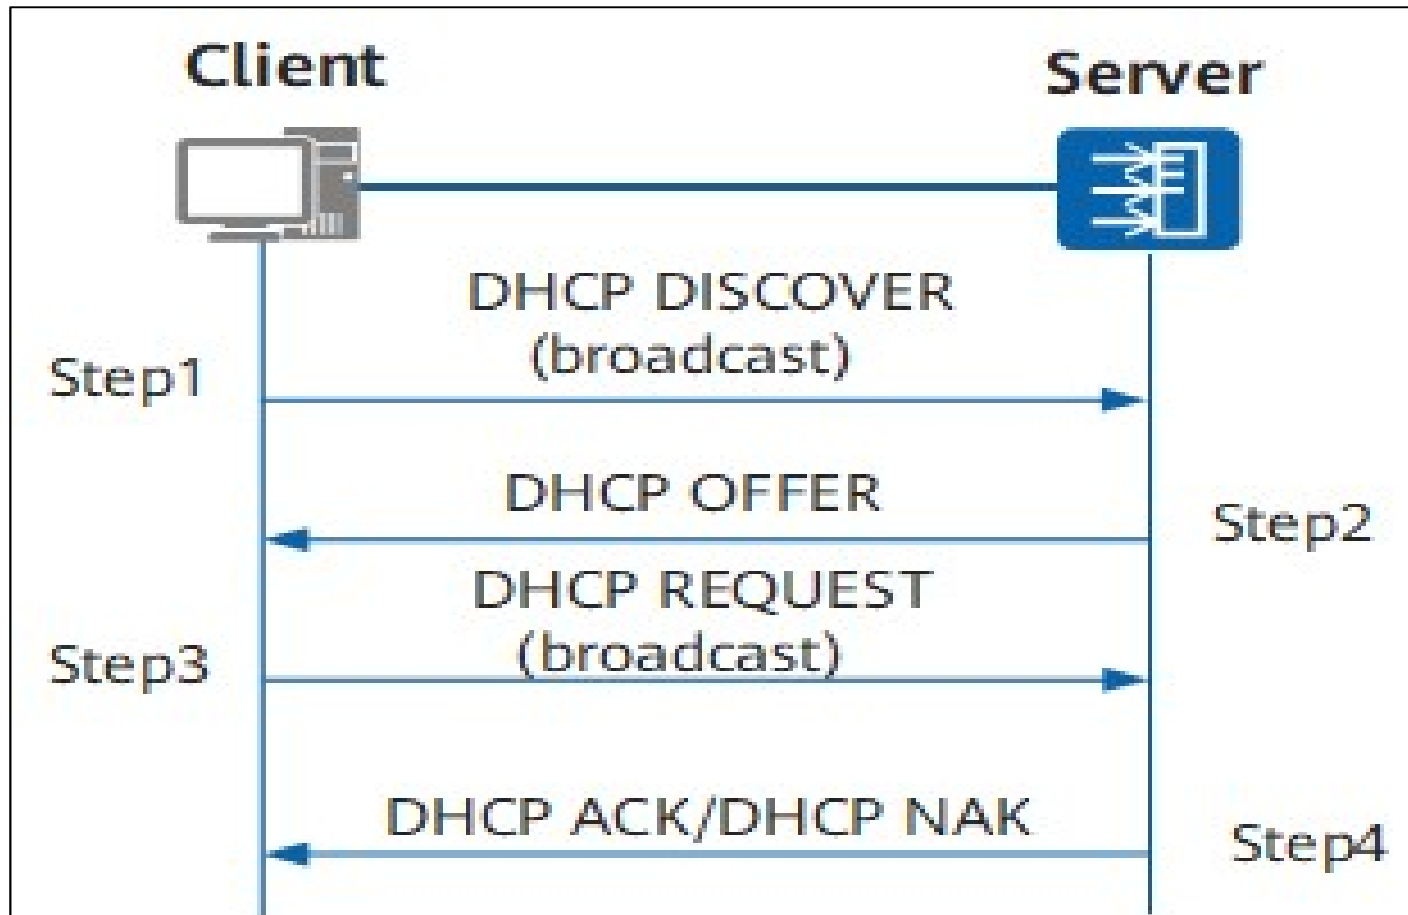 Client
Server
DHCP DISCOVER
(broadcast)
Step1
DHCP OFFER
Step2
DHCP REQUEST
(broadcast)
Step3
DHCP ACK/DHCP NAK
Step4